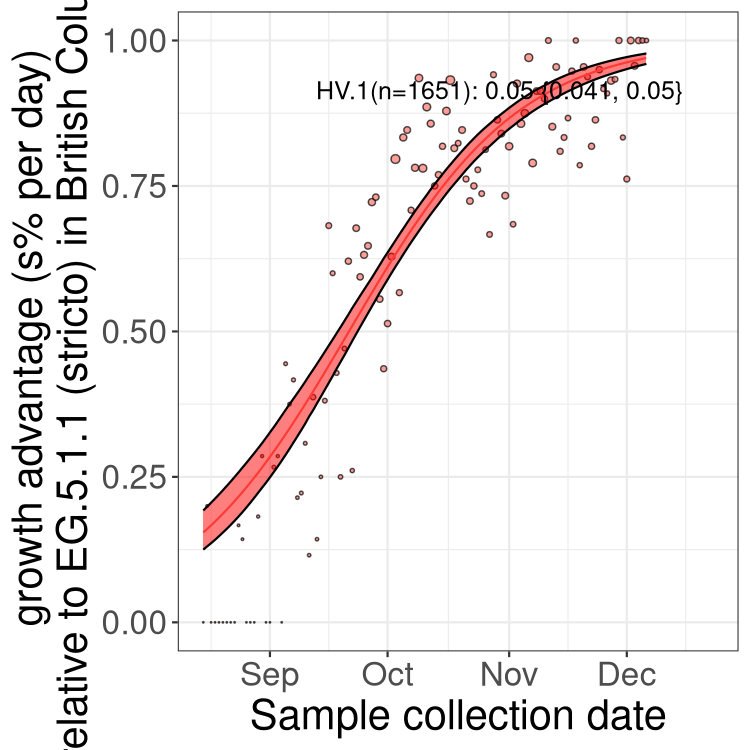 growth advantage (s% per day)
relative to EG.5.1.1 (stricto) in British Colu
1.00
0.75
0.50
0.25
0.00
HV.1(n=1651): 0.05 {0.041, 0.05}
Sep Oct Nov Dec
Sample collection date